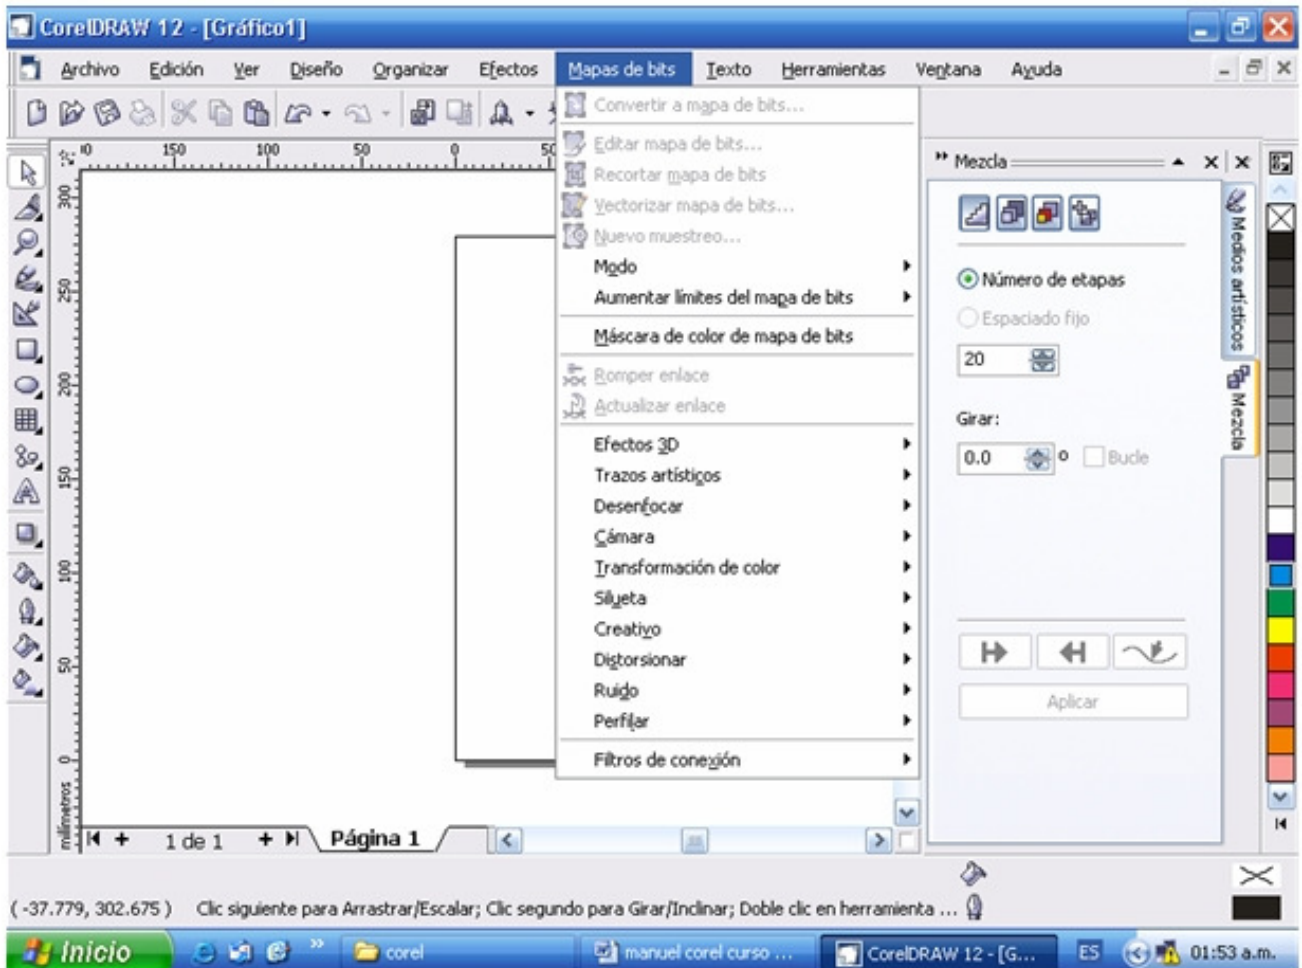 CorelDRAW 12 - [Gráfico1]
Archivo Edición Ver Diseño Organizar Efectos Mapas de bits Texto Herramientas Ventana Ayuda
Convertir a mapa de bits...
Editar mapa de bits...
Recortar mapa de bits
Vectorizar mapa de bits...
Nuevo muestreo...
Modo
Aumentar límites del mapa de bits
Máscara de color de mapa de bits
Romper enlace
Actualizar enlace
Efectos 3D
Trazos artísticos
Desenfocar
Cámara
Transformación de color
Silueta
Creativo
Distorsionar
Ruido
Perfilar
Filtros de conexión
150 100 50 0 50
300
250
200
150
100
50
0
milímetros
Mezcla
Número de etapas
Espaciado fijo
20
Girar:
0.0 º Bucle
Aplicar
Medios artísticos
Mezcla
1 de 1 Página 1
( -37.779, 302.675 ) Clic siguiente para Arrastrar/Escalar; Clic segundo para Girar/Inclinar; Doble clic en herramienta ...
Inicio corel manuel corel curso ... CorelDRAW 12 - [G... ES 01:53 a.m.